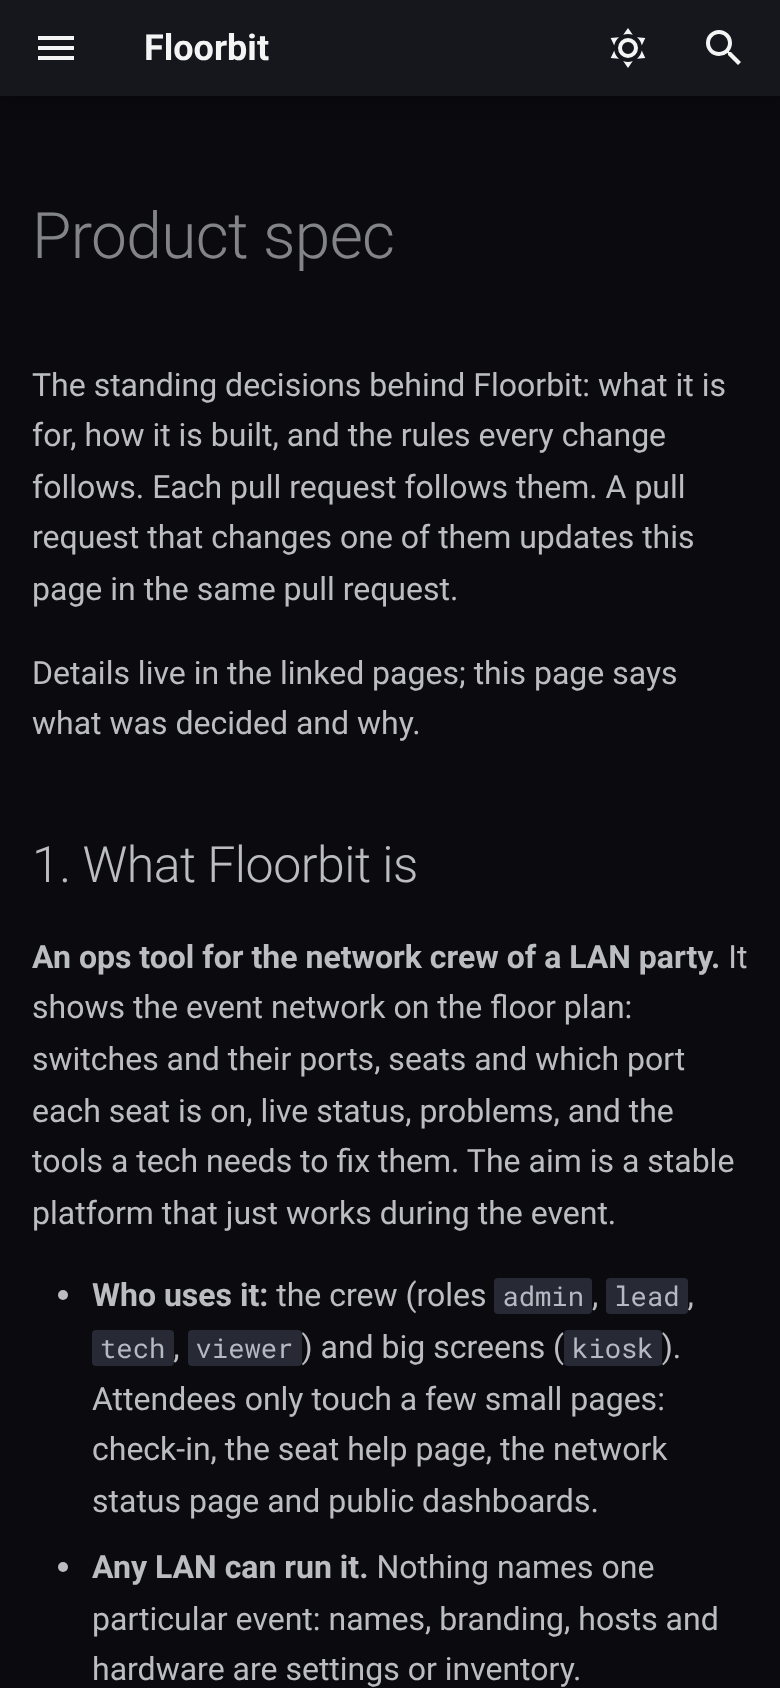 Floorbit
Product spec
The standing decisions behind Floorbit: what it is
for, how it is built, and the rules every change
follows. Each pull request follows them. A pull
request that changes one of them updates this
page in the same pull request.
Details live in the linked pages; this page says
what was decided and why.
1. What Floorbit is
An ops tool for the network crew of a LAN party. It
shows the event network on the floor plan:
switches and their ports, seats and which port
each seat is on, live status, problems, and the
tools a tech needs to fix them. The aim is a stable
platform that just works during the event.
• Who uses it: the crew (roles admin, lead,
tech, viewer) and big screens (kiosk).
Attendees only touch a few small pages:
check-in, the seat help page, the network
status page and public dashboards.
• Any LAN can run it. Nothing names one
particular event: names, branding, hosts and
hardware are settings or inventory.